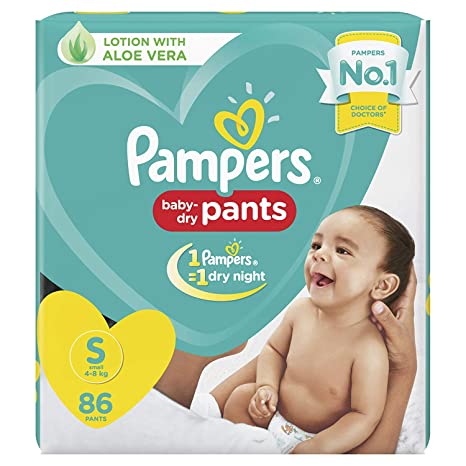 LOTION WITH
ALOE VERA
PAMPERS
No.1
CHOICE OF
DOCTORS*
Pampers®
baby-dry pants
1 Pampers®
=1 dry night
S
small
4-8 kg
86
PANTS